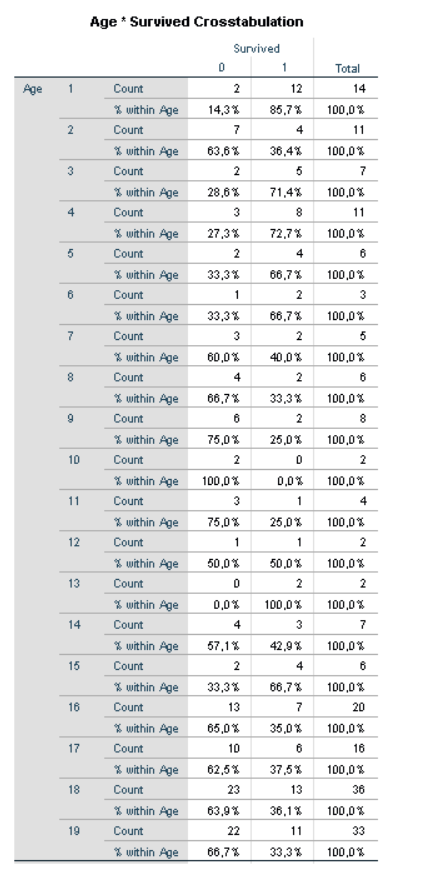 Age * Survived Crosstabulation
Survived
0 1 Total
Age 1 Count 2 12 14
% within Age 14,3% 85,7% 100,0%
2 Count 7 4 11
% within Age 63,6% 36,4% 100,0%
3 Count 2 5 7
% within Age 28,6% 71,4% 100,0%
4 Count 3 8 11
% within Age 27,3% 72,7% 100,0%
5 Count 2 4 6
% within Age 33,3% 66,7% 100,0%
6 Count 1 2 3
% within Age 33,3% 66,7% 100,0%
7 Count 3 2 5
% within Age 60,0% 40,0% 100,0%
8 Count 4 2 6
% within Age 66,7% 33,3% 100,0%
9 Count 6 2 8
% within Age 75,0% 25,0% 100,0%
10 Count 2 0 2
% within Age 100,0% 0,0% 100,0%
11 Count 3 1 4
% within Age 75,0% 25,0% 100,0%
12 Count 1 1 2
% within Age 50,0% 50,0% 100,0%
13 Count 0 2 2
% within Age 0,0% 100,0% 100,0%
14 Count 4 3 7
% within Age 57,1% 42,9% 100,0%
15 Count 2 4 6
% within Age 33,3% 66,7% 100,0%
16 Count 13 7 20
% within Age 65,0% 35,0% 100,0%
17 Count 10 6 16
% within Age 62,5% 37,5% 100,0%
18 Count 23 13 36
% within Age 63,9% 36,1% 100,0%
19 Count 22 11 33
% within Age 66,7% 33,3% 100,0%